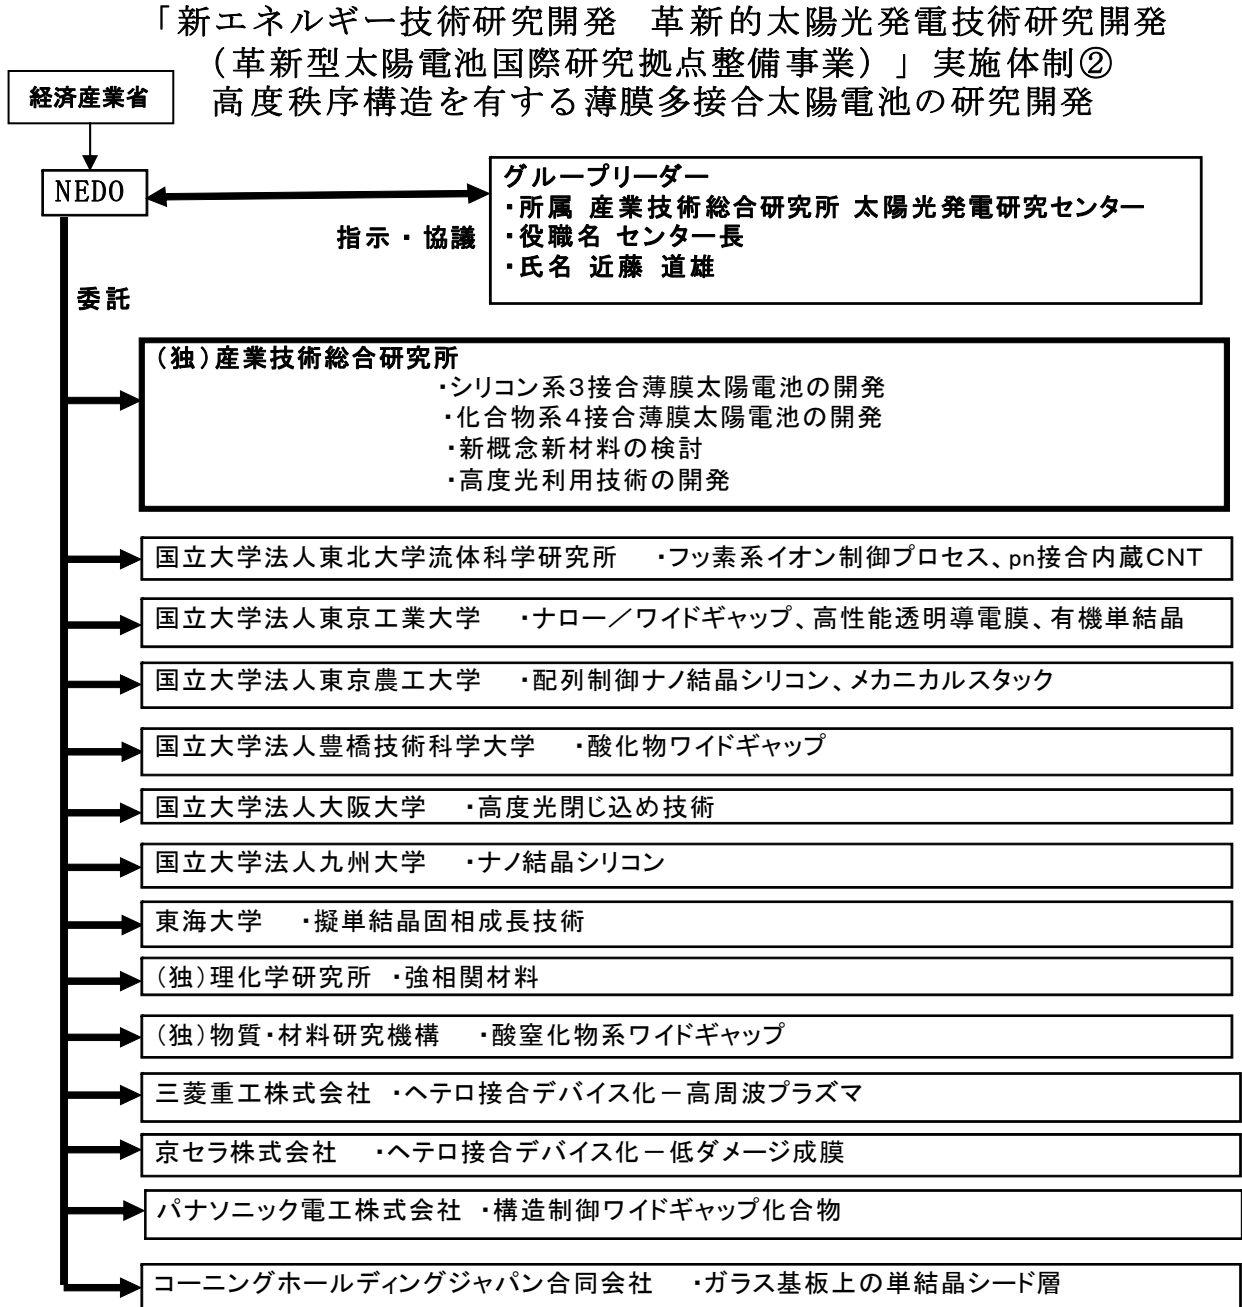 「新エネルギー技術研究開発　革新的太陽光発電技術研究開発
（革新型太陽電池国際研究拠点整備事業）」実施体制②
高度秩序構造を有する薄膜多接合太陽電池の研究開発
経済産業省
NEDO
指示・協議
グループリーダー
・所属 産業技術総合研究所 太陽光発電研究センター
・役職名 センター長
・氏名 近藤 道雄
委託
（独）産業技術総合研究所
・シリコン系3接合薄膜太陽電池の開発
・化合物系4接合薄膜太陽電池の開発
・新概念新材料の検討
・高度光利用技術の開発
国立大学法人東北大学流体科学研究所　・フッ素系イオン制御プロセス、pn接合内蔵CNT
国立大学法人東京工業大学　・ナロー／ワイドギャップ、高性能透明導電膜、有機単結晶
国立大学法人東京農工大学　・配列制御ナノ結晶シリコン、メカニカルスタック
国立大学法人豊橋技術科学大学　・酸化物ワイドギャップ
国立大学法人大阪大学　・高度光閉じ込め技術
国立大学法人九州大学　・ナノ結晶シリコン
東海大学　・擬単結晶固相成長技術
（独）理化学研究所　・強相関材料
（独）物質・材料研究機構　・酸窒化物系ワイドギャップ
三菱重工株式会社　・ヘテロ接合デバイス化－高周波プラズマ
京セラ株式会社　・ヘテロ接合デバイス化－低ダメージ成膜
パナソニック電工株式会社　・構造制御ワイドギャップ化合物
コーニングホールディングジャパン合同会社　・ガラス基板上の単結晶シード層